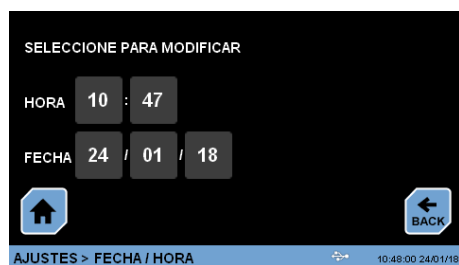 SELECCIONE PARA MODIFICAR
HORA 10 : 47
FECHA 24 / 01 / 18
BACK
AJUSTES > FECHA / HORA 10:48:00 24/01/18